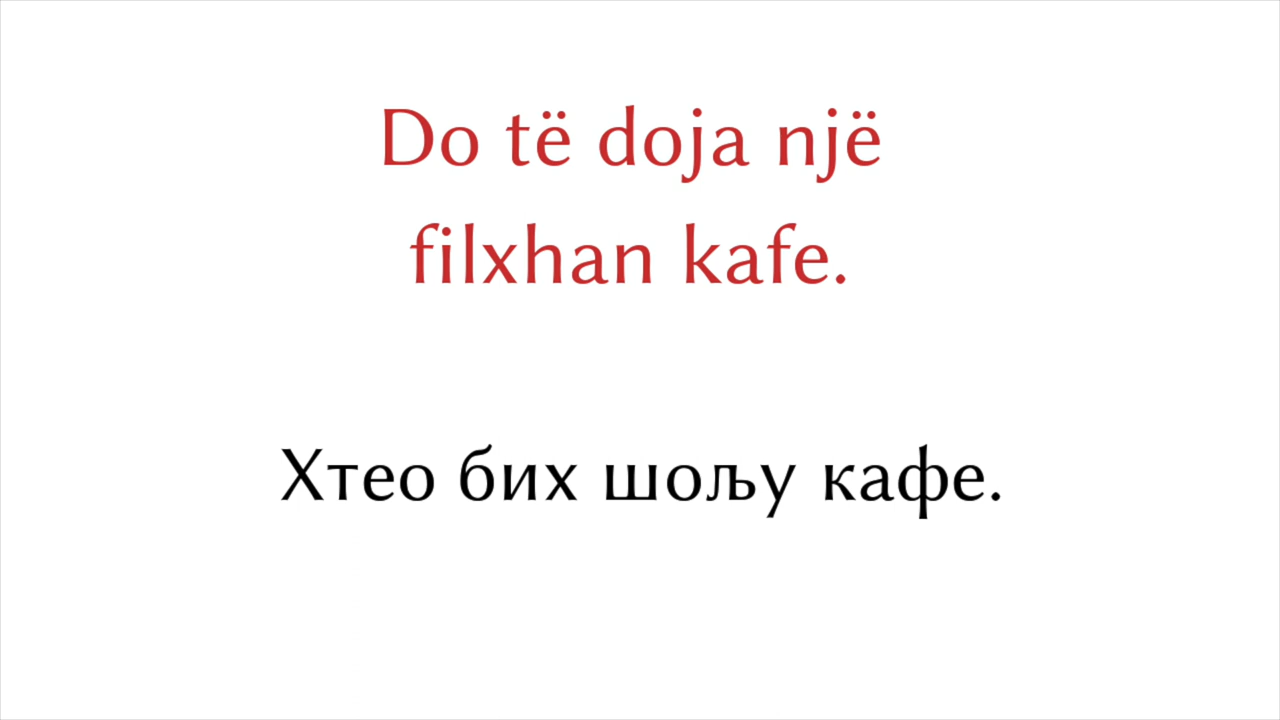 Do të doja një
filxhan kafe.
Хтео бих шољу кафе.